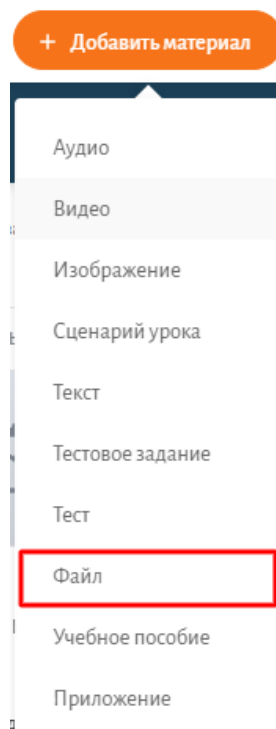 + Добавить материал
Аудио
Видео
Изображение
Сценарий урока
Текст
Тестовое задание
Тест
Файл
Учебное пособие
Приложение